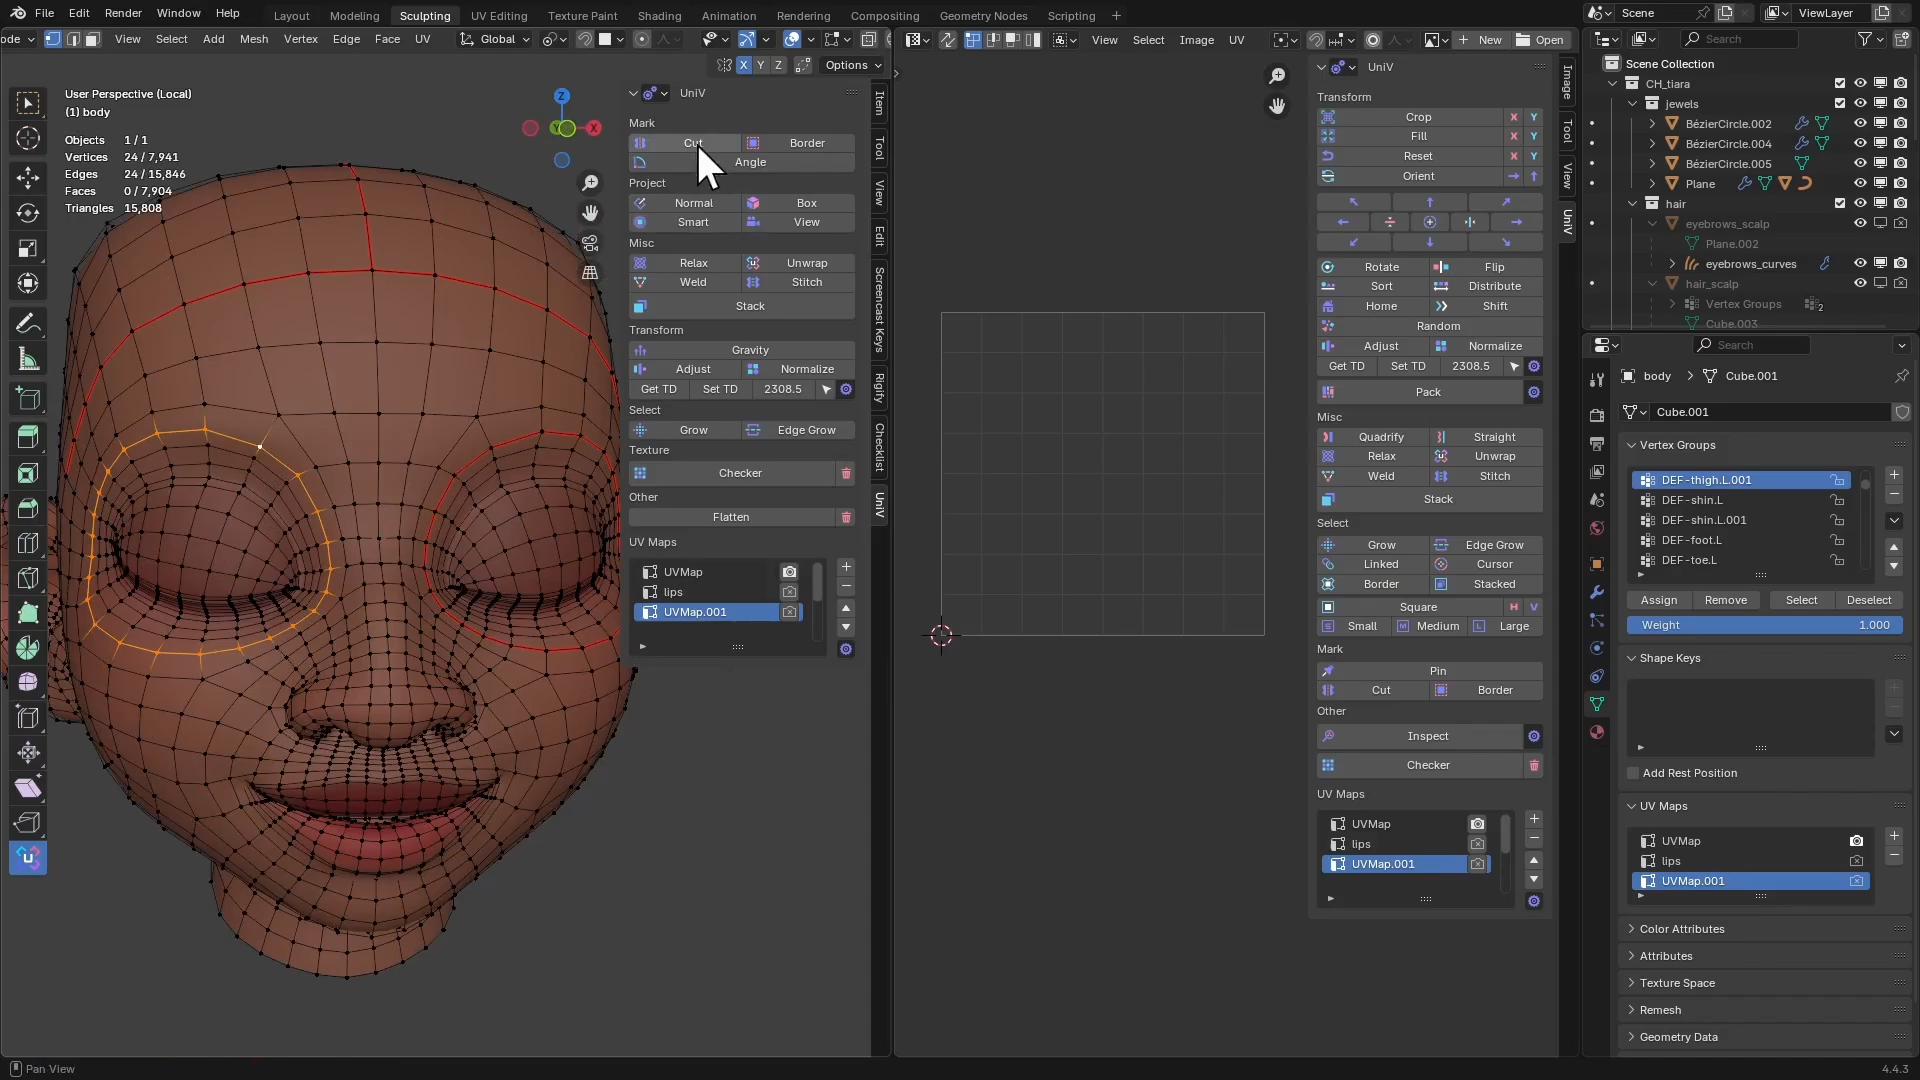 File Edit Render Window Help Layout Modeling Sculpting UV Editing Texture Paint Shading Animation Rendering Compositing Geometry Nodes Scripting + Scene ViewLayer
ode View Select Add Mesh Vertex Edge Face UV Global View Select Image UV New Open Search
X Y Z Options
User Perspective (Local)
(1) body
Objects 1 / 1
Vertices 24 / 7,941
Edges 24 / 15,846
Faces 0 / 7,904
Triangles 15,808
Z
Y
X
UniV
Mark
Cut Border
Angle
Project
Normal Box
Smart View
Misc
Relax Unwrap
Weld Stitch
Stack
Transform
Gravity
Adjust Normalize
Get TD Set TD 2308.5
Select
Grow Edge Grow
Texture
Checker
Other
Flatten
UV Maps
UVMap
lips
UVMap.001
Item
Tool
View
Edit
Screencast Keys
Rigify
Checklist
UniV
UniV
Transform
Crop X Y
Fill X Y
Reset X Y
Orient
Rotate Flip
Sort Distribute
Home Shift
Random
Adjust Normalize
Get TD Set TD 2308.5
Pack
Misc
Quadrify Straight
Relax Unwrap
Weld Stitch
Stack
Select
Grow Edge Grow
Linked Cursor
Border Stacked
Square H V
S Small M Medium L Large
Mark
Pin
Cut Border
Other
Inspect
Checker
UV Maps
UVMap
lips
UVMap.001
Image
Tool
View
UniV
Scene Collection
CH_tiara
jewels
BézierCircle.002
BézierCircle.004
BézierCircle.005
Plane
hair
eyebrows_scalp
Plane.002
eyebrows_curves
hair_scalp
Vertex Groups 2
Cube.003
Search
body > Cube.001
Cube.001
Vertex Groups
DEF-thigh.L.001
DEF-shin.L
DEF-shin.L.001
DEF-foot.L
DEF-toe.L
Assign Remove Select Deselect
Weight 1.000
Shape Keys
Add Rest Position
UV Maps
UVMap
lips
UVMap.001
Color Attributes
Attributes
Texture Space
Remesh
Geometry Data
Pan View 4.4.3